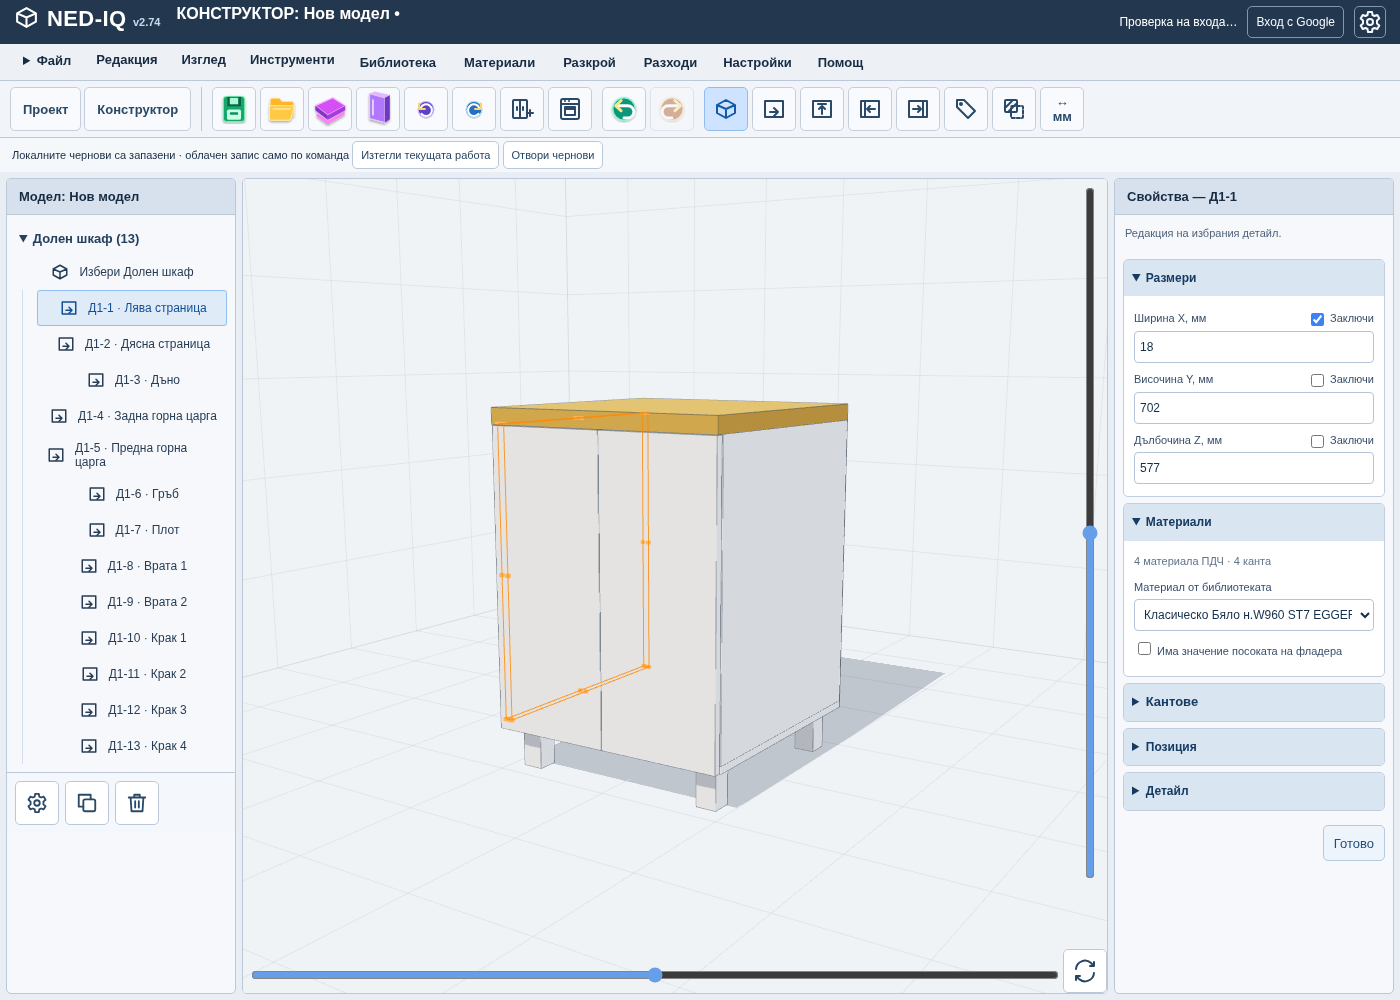 NED-IQ v2.74
КОНСТРУКТОР: Нов модел •
Проверка на входа…
Вход с Google
Файл
Редакция
Изглед
Инструменти
Библиотека
Материали
Разкрой
Разходи
Настройки
Помощ
Проект
Конструктор
↔
мм
Локалните чернови са запазени · облачен запис само по команда
Изтегли текущата работа
Отвори чернови
Модел: Нов модел
Долен шкаф (13)
Избери Долен шкаф
Д1-1 · Лява страница
Д1-2 · Дясна страница
Д1-3 · Дъно
Д1-4 · Задна горна царга
Д1-5 · Предна горна
царга
Д1-6 · Гръб
Д1-7 · Плот
Д1-8 · Врата 1
Д1-9 · Врата 2
Д1-10 · Крак 1
Д1-11 · Крак 2
Д1-12 · Крак 3
Д1-13 · Крак 4
Свойства — Д1-1
Редакция на избрания детайл.
Размери
Ширина X, мм
Заключи
18
Височина Y, мм
Заключи
702
Дълбочина Z, мм
Заключи
577
Материали
4 материала ПДЧ · 4 канта
Материал от библиотеката
Класическо Бяло н.W960 ST7 EGGER
Има значение посоката на фладера
Кантове
Позиция
Детайл
Готово